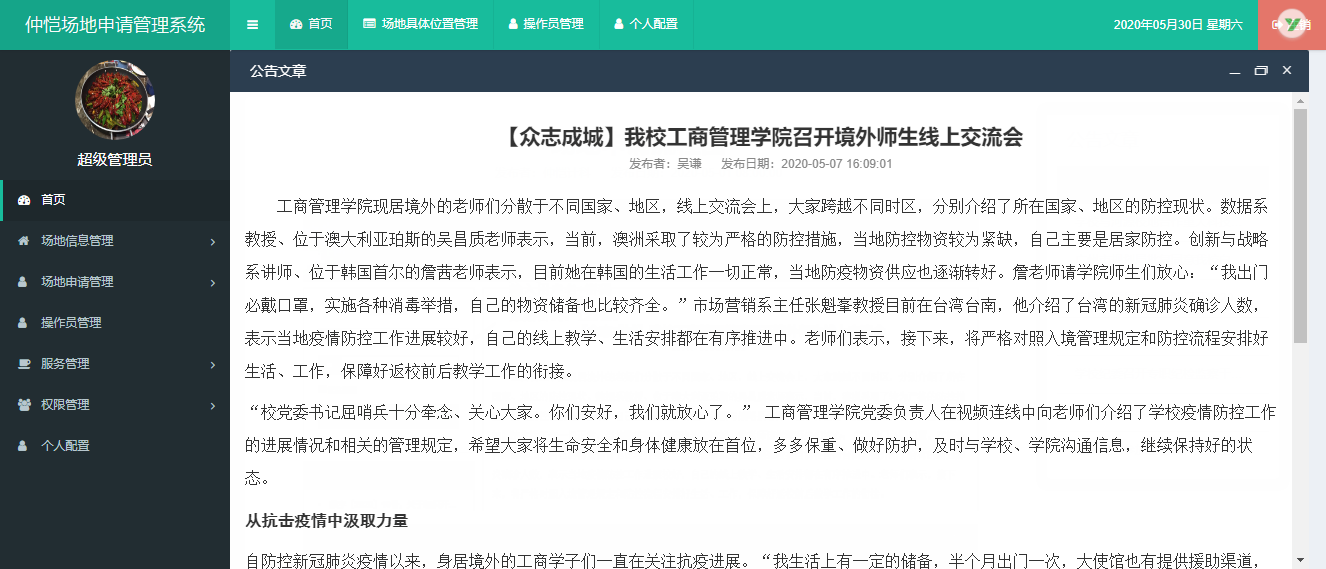 仲恺场地申请管理系统
首页
场地具体位置管理
操作员管理
个人配置
2020年05月30日 星期六
超级管理员
首页
场地信息管理
场地申请管理
操作员管理
服务管理
权限管理
个人配置
公告文章
【众志成城】我校工商管理学院召开境外师生线上交流会
发布者：吴谦 发布日期：2020-05-07 16:09:01
工商管理学院现居境外的老师们分散于不同国家、地区，线上交流会上，大家跨越不同时区，分别介绍了所在国家、地区的防控现状。数据系
教授、位于澳大利亚珀斯的吴昌质老师表示，当前，澳洲采取了较为严格的防控措施，当地防控物资较为紧缺，自己主要是居家防控。创新与战略
系讲师、位于韩国首尔的詹茜老师表示，目前她在韩国的生活工作一切正常，当地防疫物资供应也逐渐转好。詹老师请学院师生们放心：“我出门
必戴口罩，实施各种消毒举措，自己的物资储备也比较齐全。”市场营销系主任张魁峯教授目前在台湾台南，他介绍了台湾的新冠肺炎确诊人数，
表示当地疫情防控工作进展较好，自己的线上教学、生活安排都在有序推进中。老师们表示，接下来，将严格对照入境管理规定和防控流程安排好
生活、工作，保障好返校前后教学工作的衔接。
“校党委书记屈哨兵十分牵念、关心大家。你们安好，我们就放心了。” 工商管理学院党委负责人在视频连线中向老师们介绍了学校疫情防控工作
的进展情况和相关的管理规定，希望大家将生命安全和身体健康放在首位，多多保重、做好防护，及时与学校、学院沟通信息，继续保持好的状
态。
从抗击疫情中汲取力量
自防控新冠肺炎疫情以来，身居境外的工商学子们一直在关注抗疫进展。“我生活上有一定的储备，半个月出门一次，大使馆也有提供援助渠道，